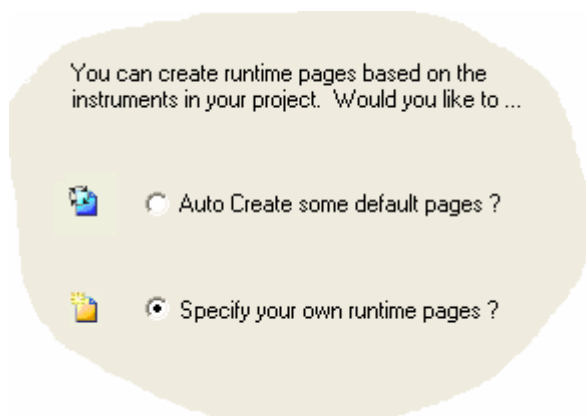 You can create runtime pages based on the
instruments in your project.  Would you like to ...
Auto Create some default pages ?
Specify your own runtime pages ?